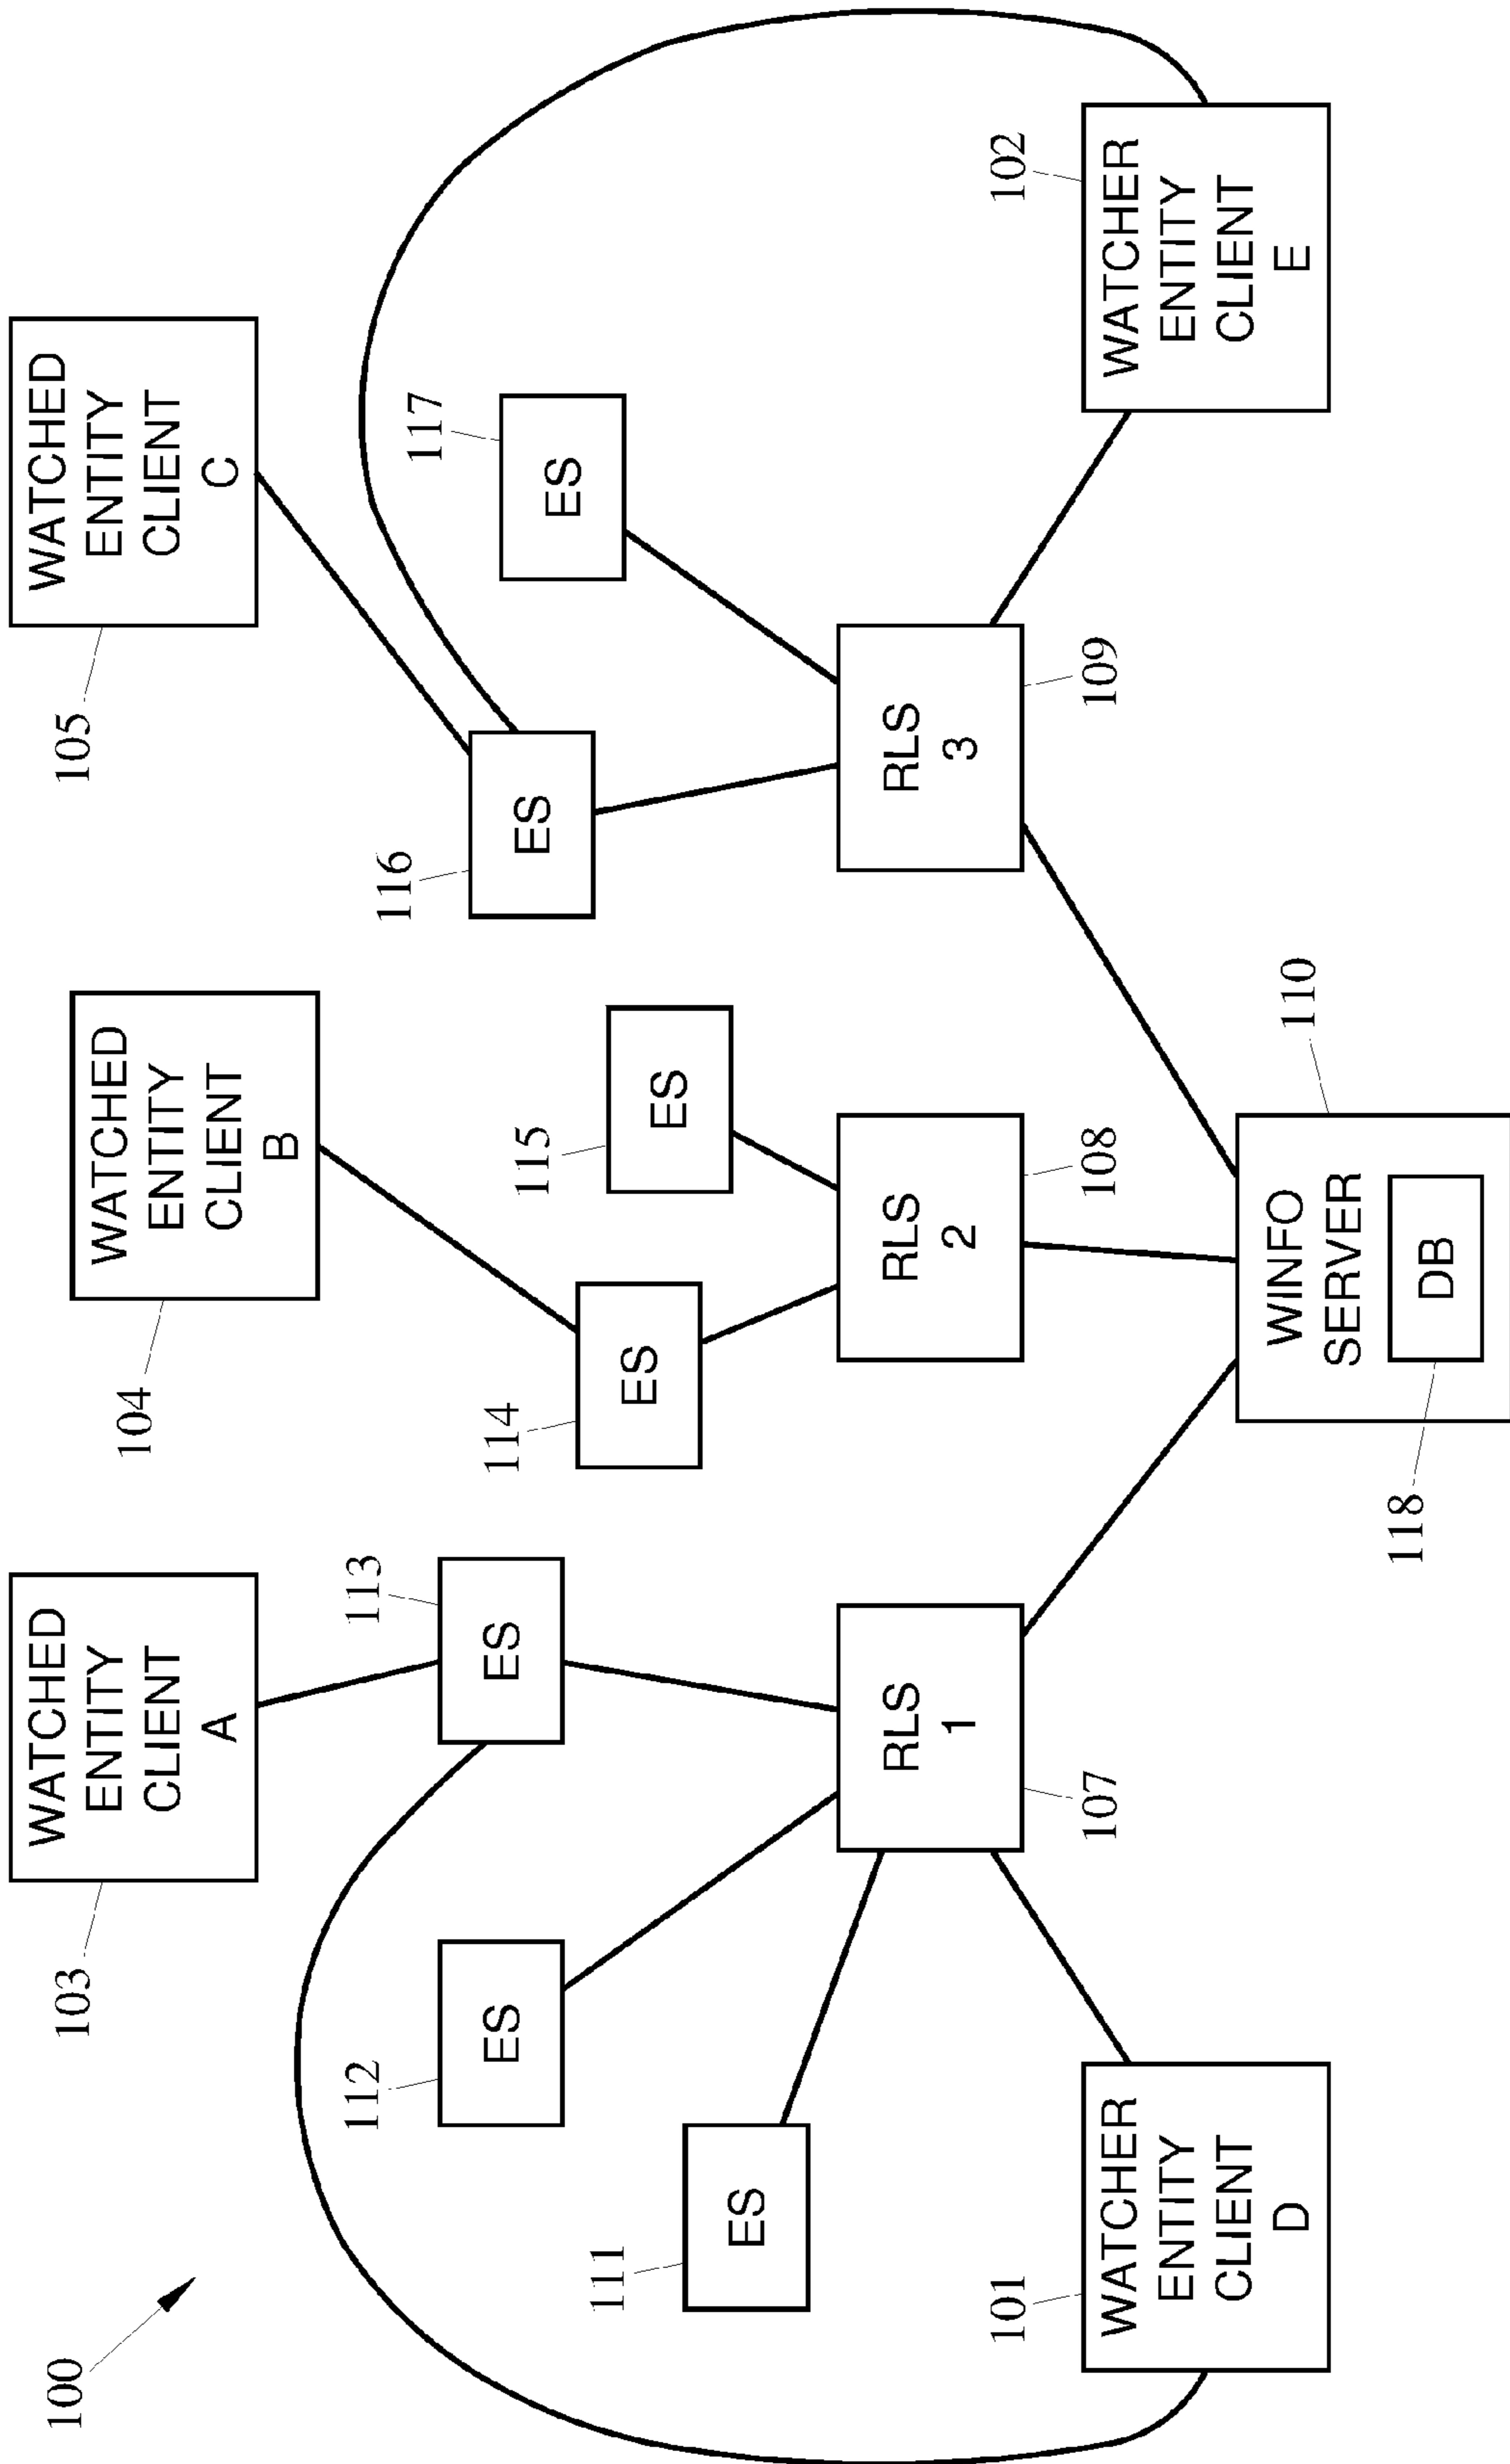 100
103
WATCHED
ENTITY
CLIENT
A
104
WATCHED
ENTITY
CLIENT
B
105
WATCHED
ENTITY
CLIENT
C
112
ES
113
ES
116
ES
117
ES
114
ES
115
ES
111
ES
RLS
1
107
RLS
2
108
RLS
3
109
101
WATCHER
ENTITY
CLIENT
D
102
WATCHER
ENTITY
CLIENT
E
110
WINFO
SERVER
DB
118